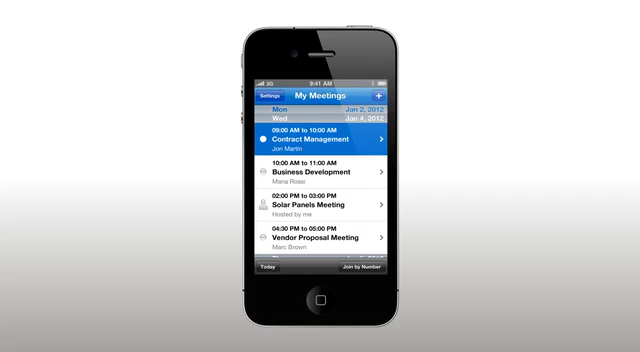 3G 9:41 AM
Settings My Meetings +
Mon Jan 2, 2012
Wed Jan 4, 2012
09:00 AM to 10:00 AM
Contract Management
Jon Martin
10:00 AM to 11:00 AM
Business Development
Maria Rossi
02:00 PM to 03:00 PM
Solar Panels Meeting
Hosted by me
04:30 PM to 05:00 PM
Vendor Proposal Meeting
Marc Brown
Today Join by Number